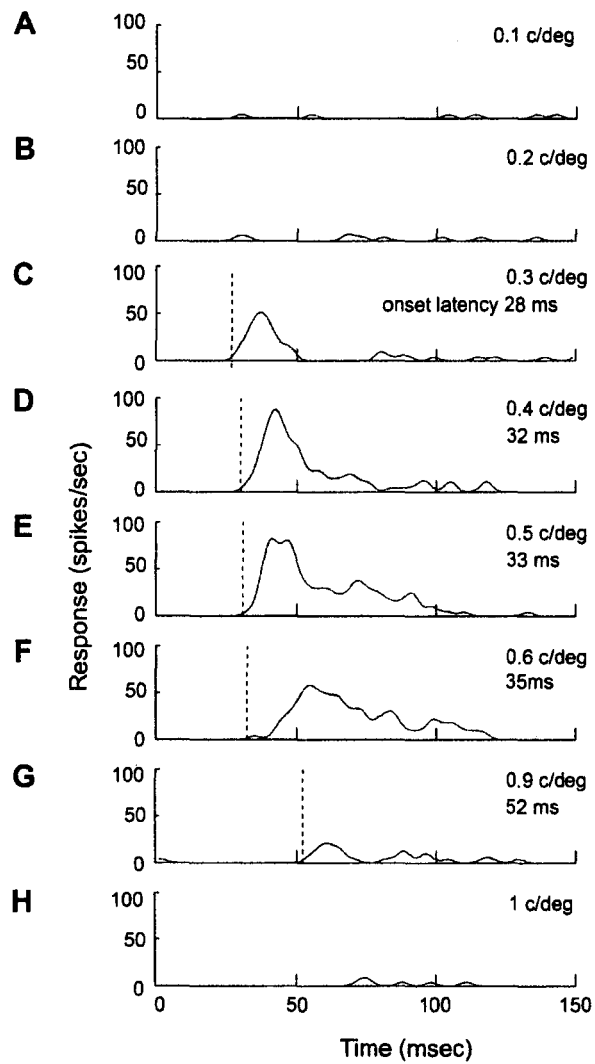 A
100
50
0
0.1 c/deg
B
100
50
0
0.2 c/deg
C
100
50
0
0.3 c/deg
onset latency 28 ms
D
100
50
0
0.4 c/deg
32 ms
E
100
50
0
0.5 c/deg
33 ms
F
100
50
0
0.6 c/deg
35ms
G
100
50
0
0.9 c/deg
52 ms
H
100
50
0
1 c/deg
0
50
100
150
Response (spikes/sec)
Time (msec)